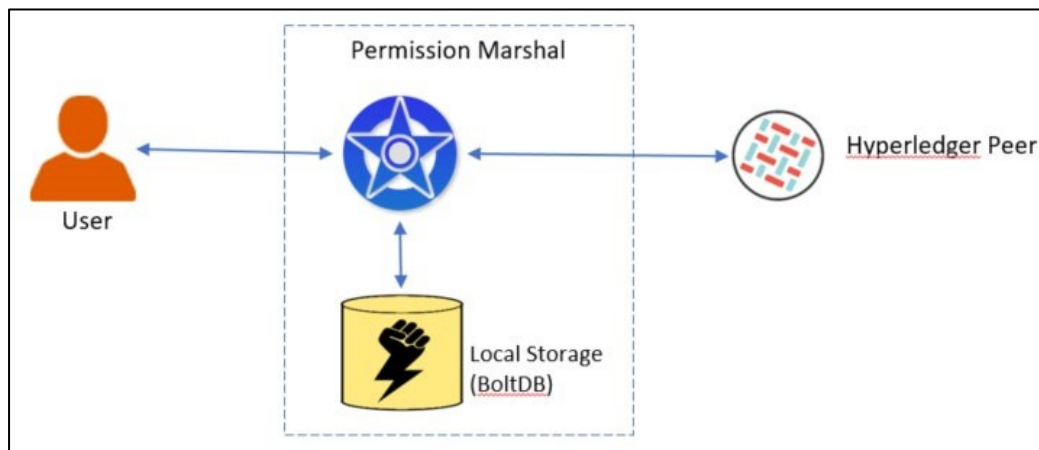 Permission Marshal
User
Hyperledger Peer
Local Storage
(BoltDB)